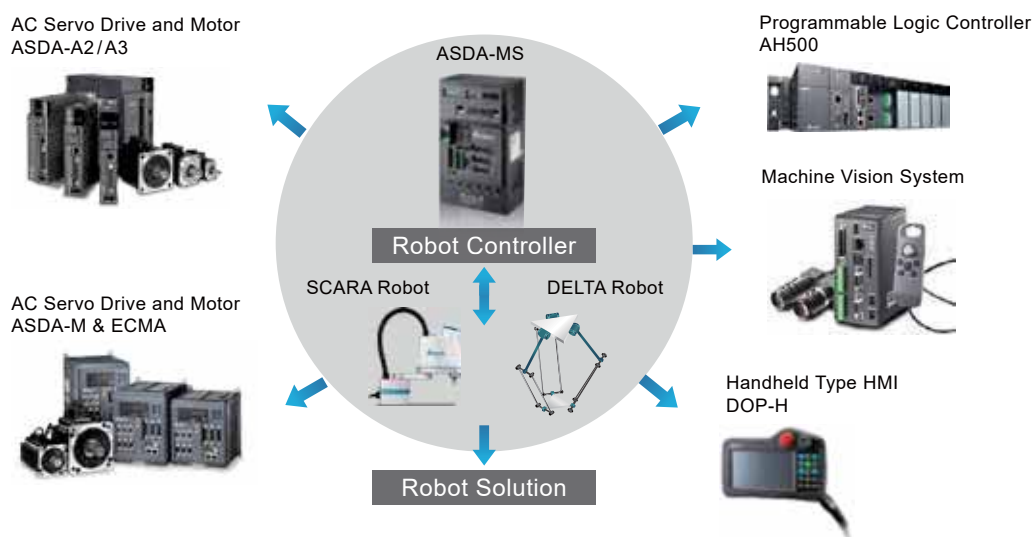 AC Servo Drive and Motor
ASDA-A2/A3
ASDA-MS
Programmable Logic Controller
AH500
Machine Vision System
Robot Controller
SCARA Robot
DELTA Robot
AC Servo Drive and Motor
ASDA-M & ECMA
Handheld Type HMI
DOP-H
Robot Solution